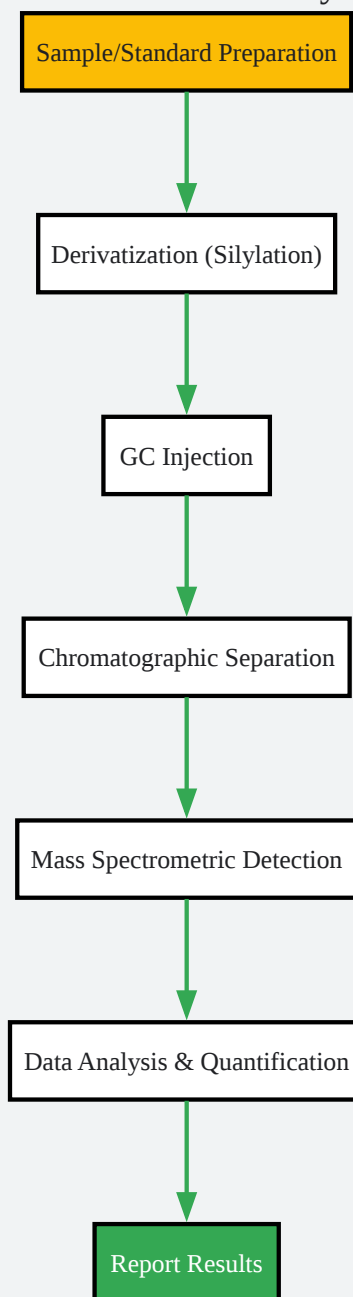 Sample/Standard Preparation
Derivatization (Silylation)
GC Injection
Chromatographic Separation
Mass Spectrometric Detection
Data Analysis & Quantification
Report Results